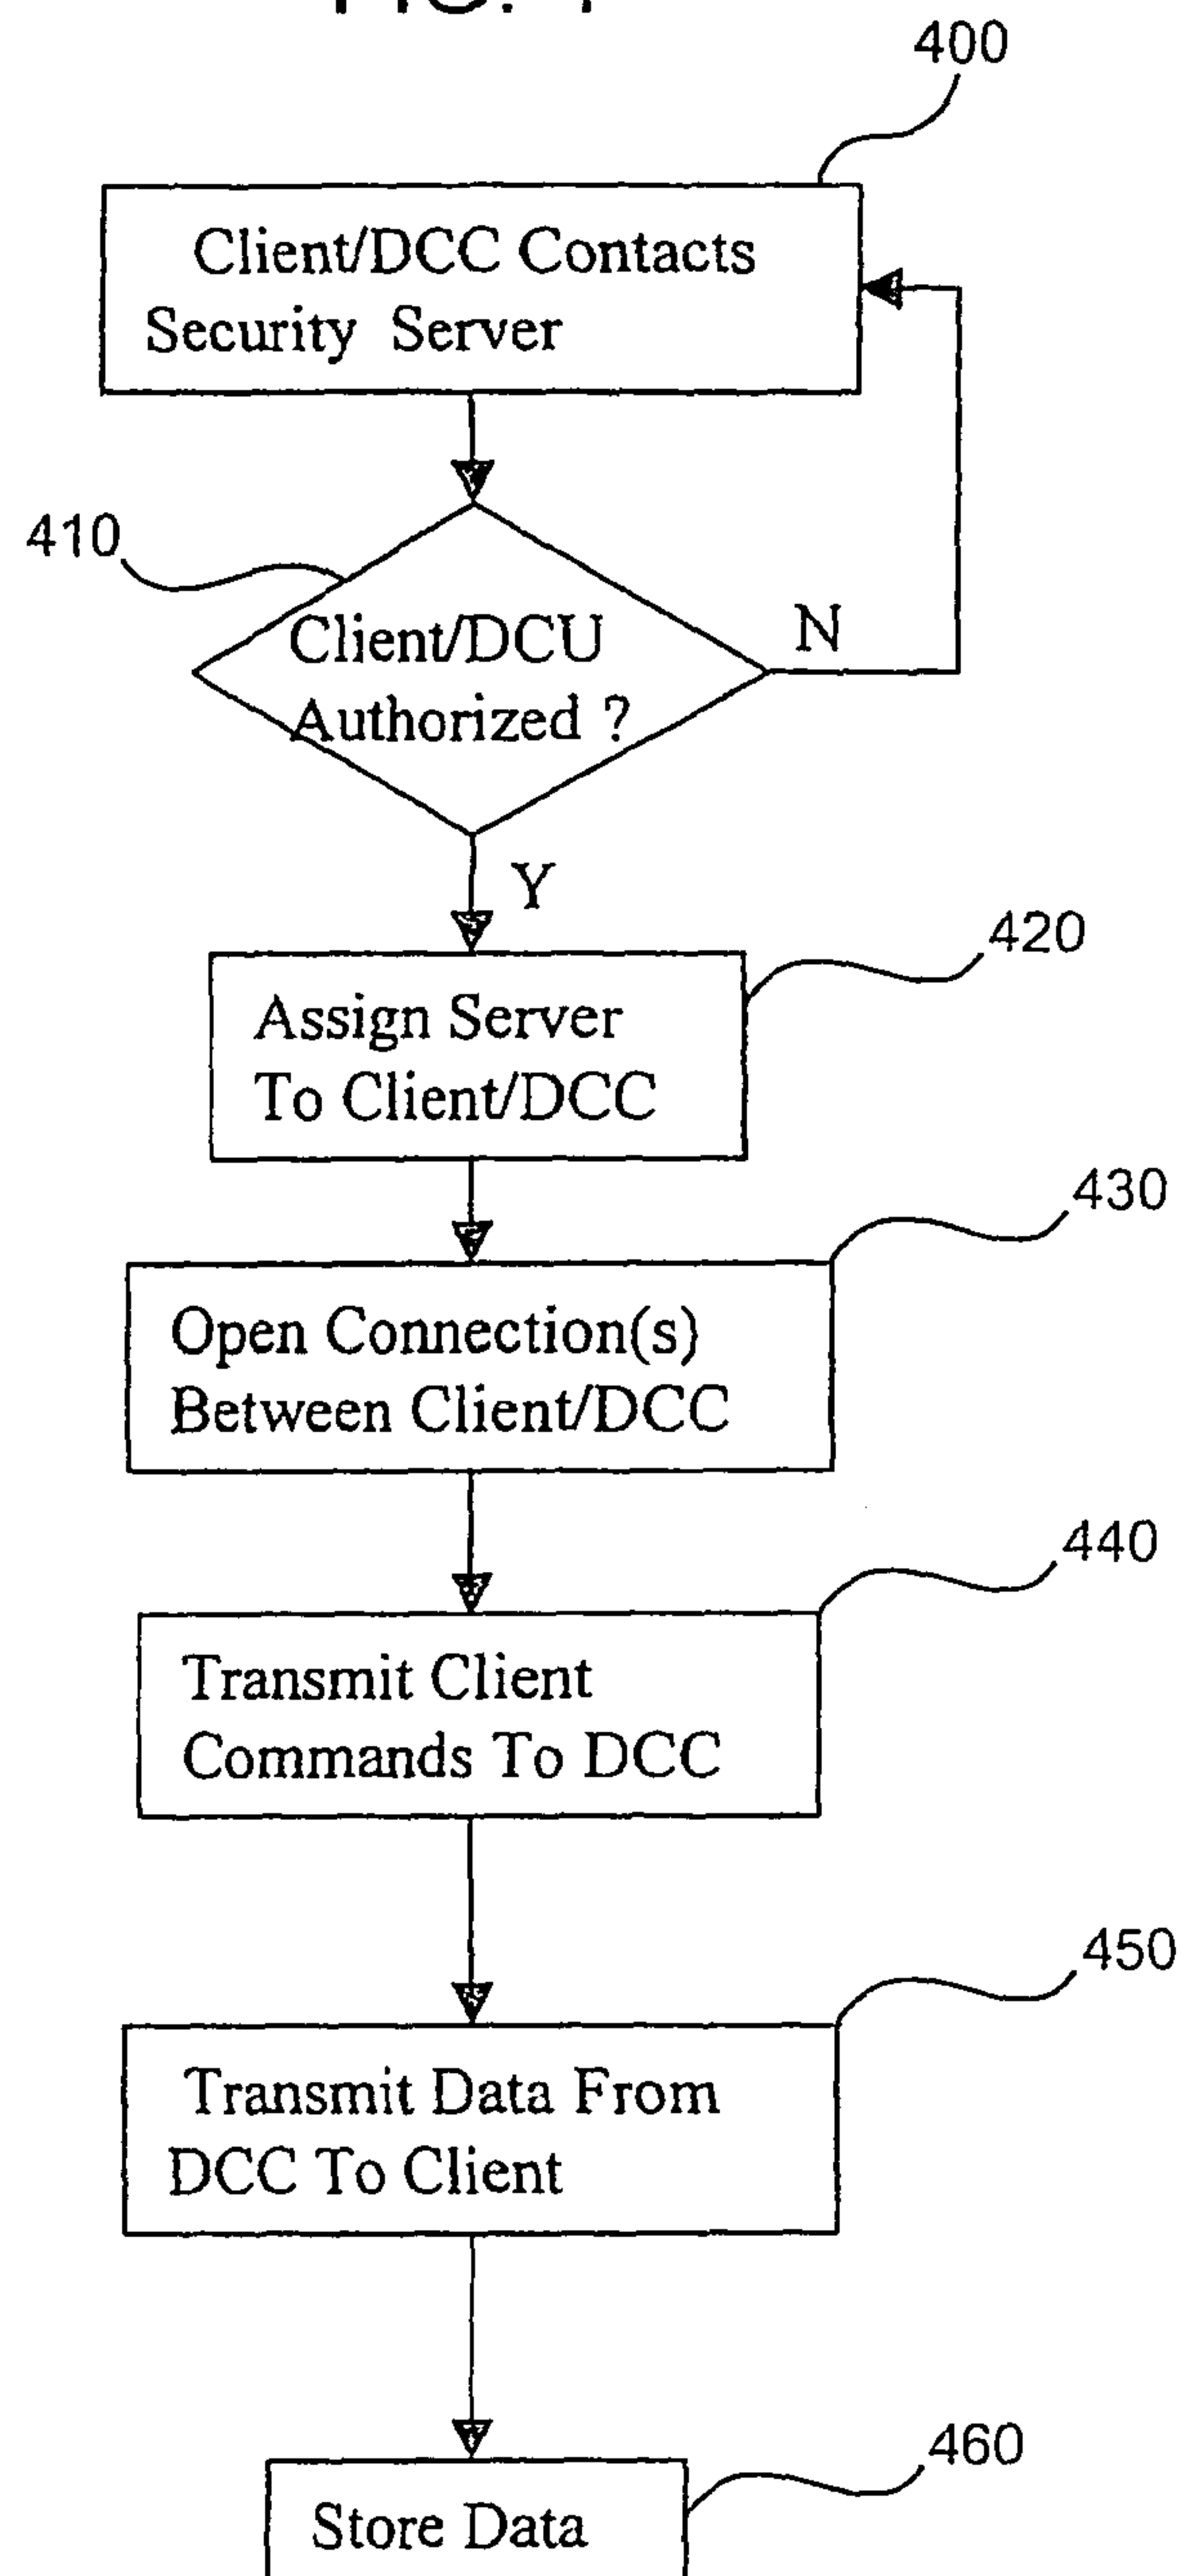 FIG. 4
400
Client/DCC Contacts
Security Server
410
Client/DCU
Authorized ?
N
Y
420
Assign Server
To Client/DCC
430
Open Connection(s)
Between Client/DCC
440
Transmit Client
Commands To DCC
450
Transmit Data From
DCC To Client
460
Store Data